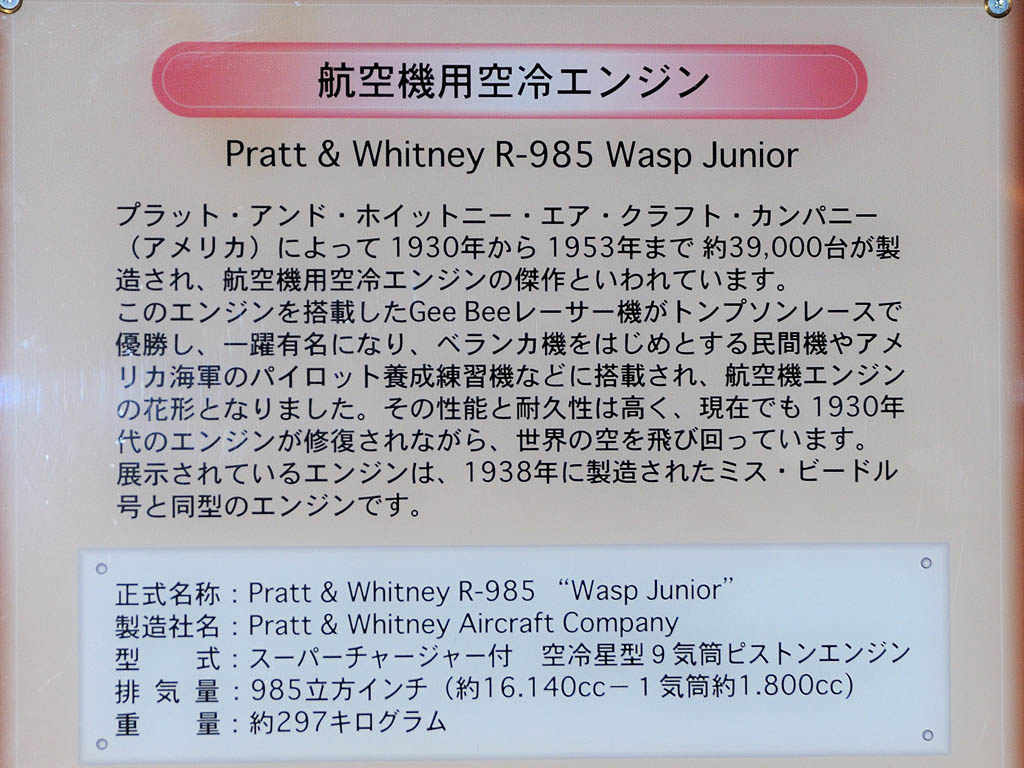 航空機用空冷エンジン
Pratt & Whitney R-985 Wasp Junior
プラット・アンド・ホイットニー・エア・クラフト・カンパニー
（アメリカ）によって 1930年から 1953年まで 約39,000台が製
造され、航空機用空冷エンジンの傑作といわれています。
このエンジンを搭載したGee Beeレーサー機がトンプソンレースで
優勝し、一躍有名になり、ベランカ機をはじめとする民間機やアメ
リカ海軍のパイロット養成練習機などに搭載され、航空機エンジン
の花形となりました。その性能と耐久性は高く、現在でも 1930年
代のエンジンが修復されながら、世界の空を飛び回っています。
展示されているエンジンは、1938年に製造されたミス・ビードル
号と同型のエンジンです。
正式名称：Pratt & Whitney R-985 “Wasp Junior”
製造社名：Pratt & Whitney Aircraft Company
型　　式：スーパーチャージャー付　空冷星型９気筒ピストンエンジン
排 気 量：985立方インチ（約16.140cc－１気筒約1.800cc）
重　　量：約297キログラム